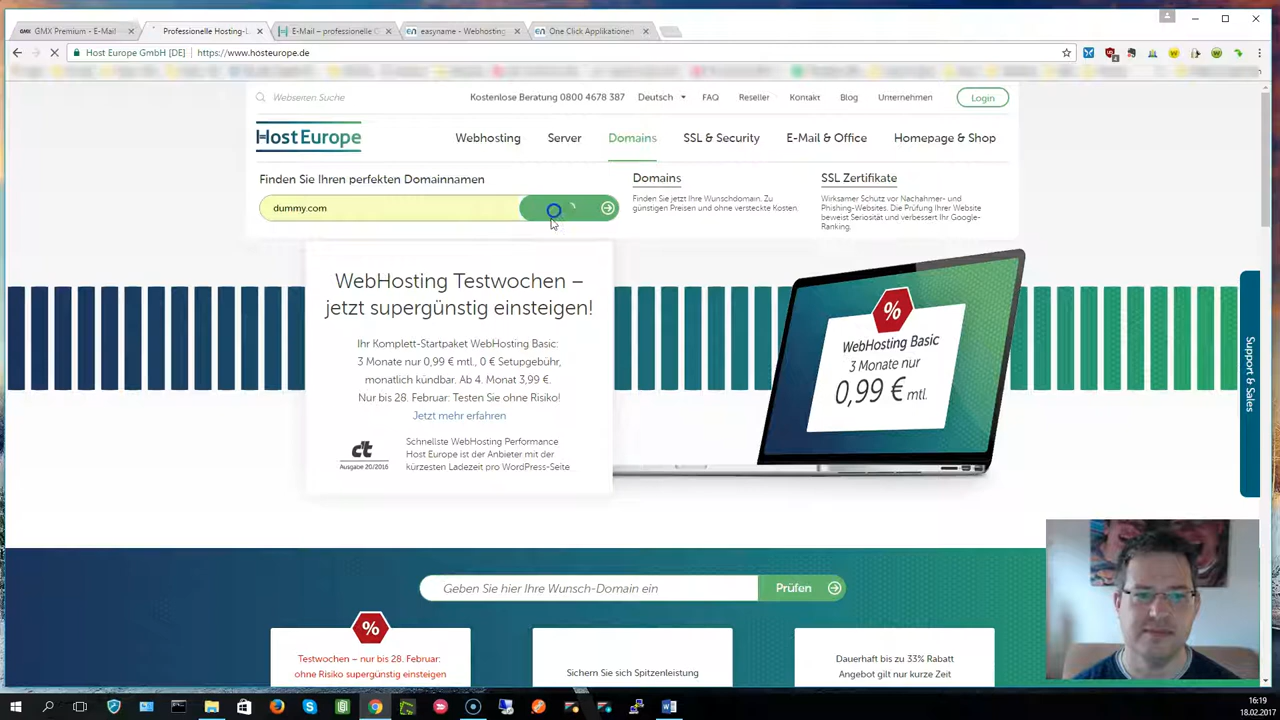 GMX Premium - E-Mail
Professionelle Hosting-L
E-Mail – professionelle C
easyname - Webhosting
One Click Applikationen
Host Europe GmbH [DE]
https://www.hosteurope.de
Webseiten Suche
Kostenlose Beratung 0800 4678 387
Deutsch
FAQ
Reseller
Kontakt
Blog
Unternehmen
Login
HostEurope
Webhosting
Server
Domains
SSL & Security
E-Mail & Office
Homepage & Shop
Finden Sie Ihren perfekten Domainnamen
dummy.com
Domains
Finden Sie jetzt Ihre Wunschdomain. Zu
günstigen Preisen und ohne versteckte Kosten.
SSL Zertifikate
Wirksamer Schutz vor Nachahmer- und
Phishing-Websites. Die Prüfung Ihrer Website
beweist Seriosität und verbessert Ihr Google-
Ranking.
WebHosting Testwochen –
jetzt supergünstig einsteigen!
Ihr Komplett-Startpaket WebHosting Basic:
3 Monate nur 0,99 € mtl., 0 € Setupgebühr,
monatlich kündbar. Ab 4. Monat 3,99 €.
Nur bis 28. Februar: Testen Sie ohne Risiko!
Jetzt mehr erfahren
c't
Ausgabe 20/2016
Schnellste WebHosting Performance
Host Europe ist der Anbieter mit der
kürzesten Ladezeit pro WordPress-Seite
%
WebHosting Basic
3 Monate nur
0,99 € mtl.
Support & Sales
Geben Sie hier Ihre Wunsch-Domain ein
Prüfen
%
Testwochen – nur bis 28. Februar:
ohne Risiko supergünstig einsteigen
Sichern Sie sich Spitzenleistung
Dauerhaft bis zu 33% Rabatt
Angebot gilt nur kurze Zeit
16:19
18.02.2017